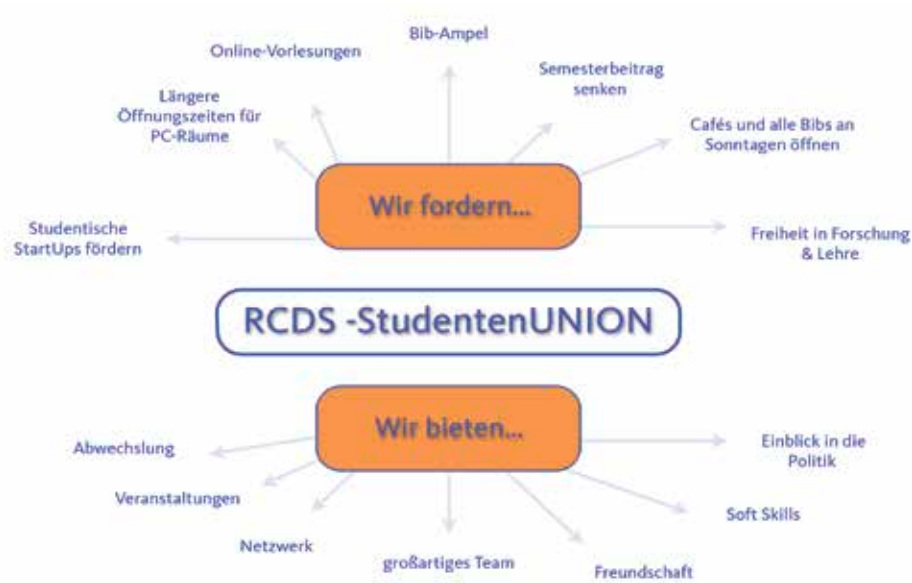 Bib-Ampel
Online-Vorlesungen
Semesterbeitrag
senken
Längere
Öffnungszeiten für
PC-Räume
Cafés und alle Bibs an
Sonntagen öffnen
Wir fordern...
Studentische
StartUps fördern
Freiheit in Forschung
& Lehre
RCDS -StudentenUNION
Wir bieten...
Abwechslung
Einblick in die
Politik
Veranstaltungen
Soft Skills
Netzwerk
großartiges Team
Freundschaft